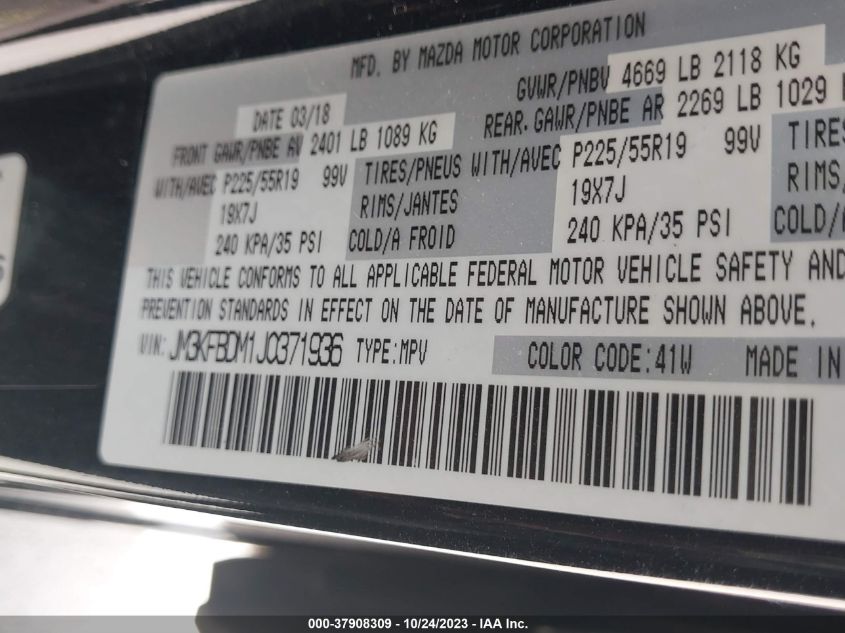 MFD. BY MAZDA MOTOR CORPORATION
GVWR/PNBV 4669 LB 2118 KG
DATE 03/18
FRONT GAWR/PNBE AV 2401 LB 1089 KG
REAR. GAWR/PNBE AR 2269 LB 1029
WITH/AVEC P225/55R19 99V TIRES/PNEUS WITH/AVEC P225/55R19 99V TIRES
19X7J RIMS/JANTES 19X7J RIMS/
240 KPA/35 PSI COLD/A FROID 240 KPA/35 PSI COLD/
THIS VEHICLE CONFORMS TO ALL APPLICABLE FEDERAL MOTOR VEHICLE SAFETY AND
PREVENTION STANDARDS IN EFFECT ON THE DATE OF MANUFACTURE SHOWN ABOVE.
VIN: JM3KFBDM1J0371936 TYPE:MPV COLOR CODE:41W MADE IN
000-37908309 - 10/24/2023 - IAA Inc.